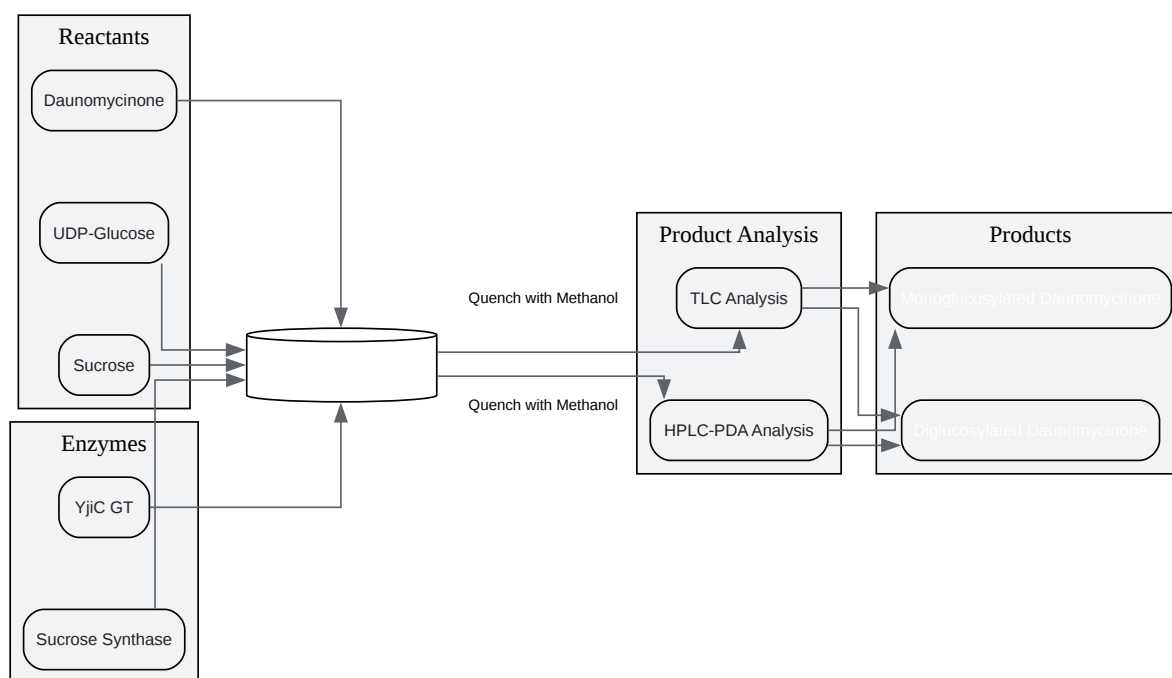 Reactants
Daunomycinone
UDP-Glucose
Sucrose
Enzymes
YjiC GT
Sucrose Synthase
Quench with Methanol
Quench with Methanol
Product Analysis
TLC Analysis
HPLC-PDA Analysis
Products
Monoglucosylated Daunomycinone
Diglucosylated Daunomycinone